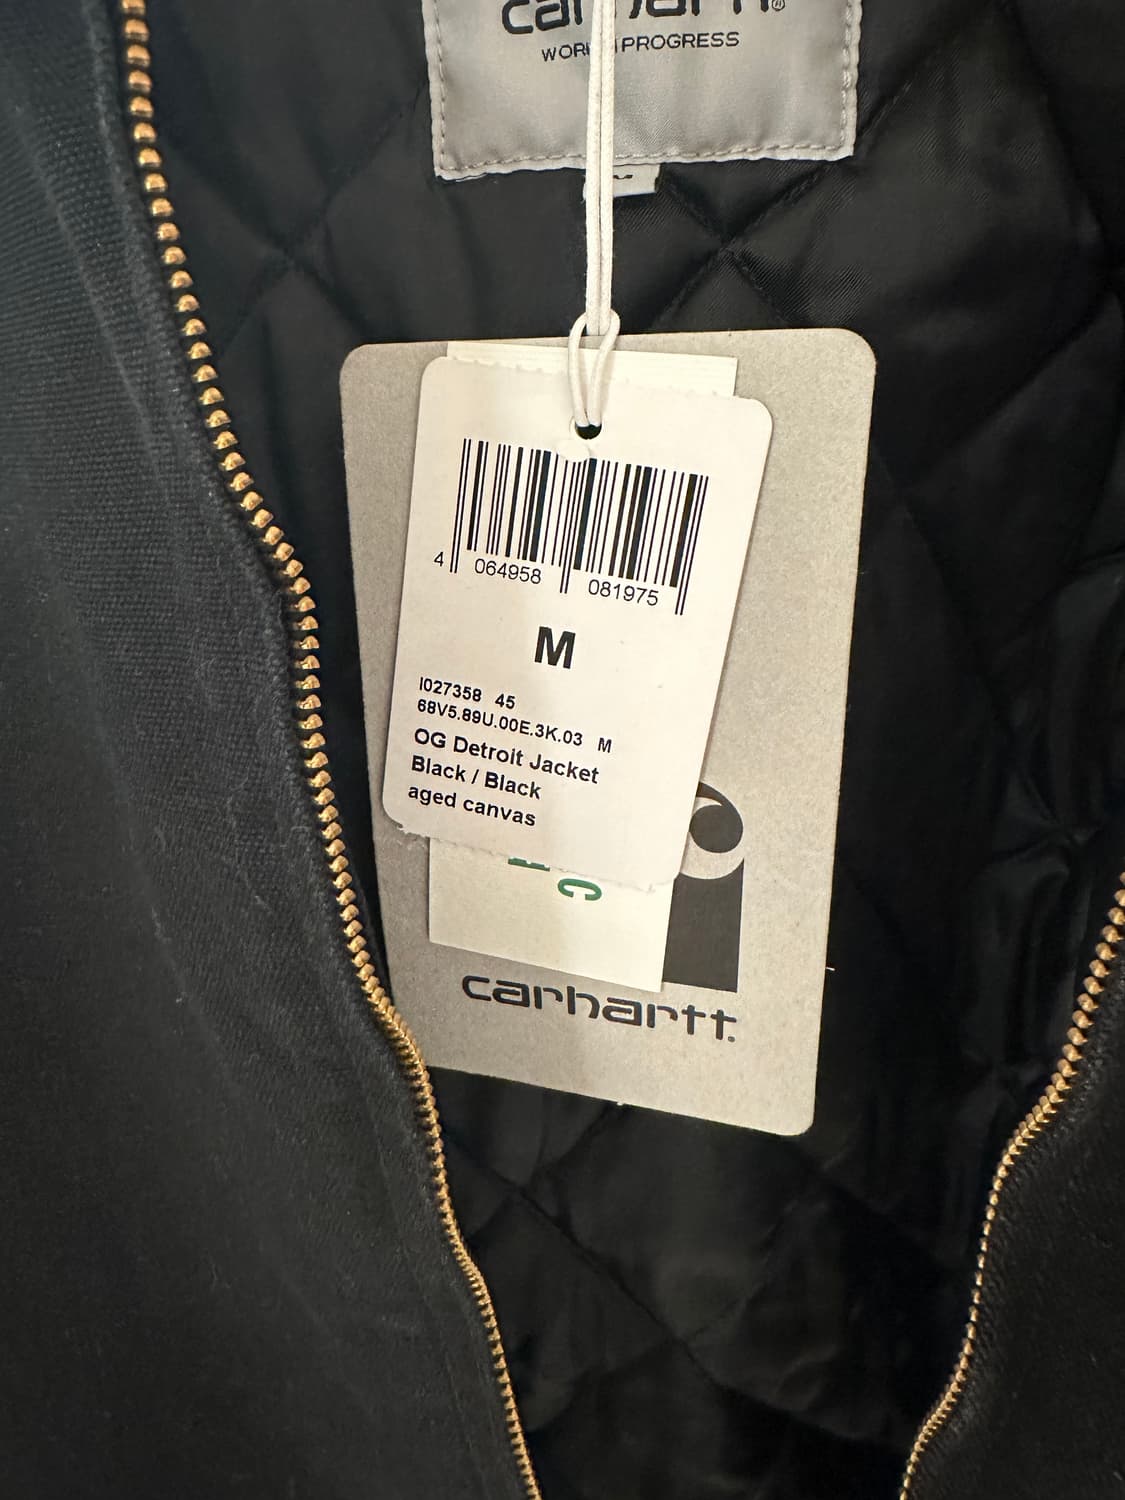 carhartt®
WORK PROGRESS
4 064958 081975
M
I027358 45
68V5.89U.00E.3K.03 M
OG Detroit Jacket
Black / Black
aged canvas
C
carhartt.